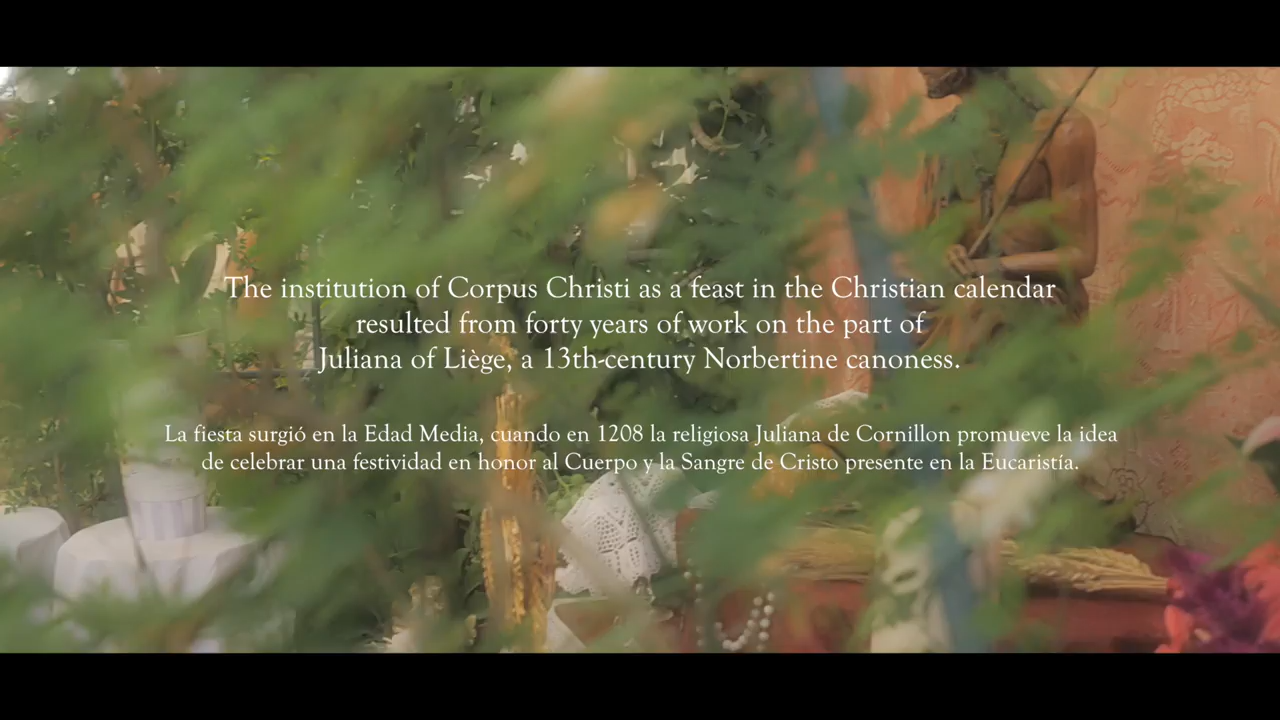 The institution of Corpus Christi as a feast in the Christian calendar
resulted from forty years of work on the part of
Juliana of Liège, a 13th-century Norbertine canoness.
La fiesta surgió en la Edad Media, cuando en 1208 la religiosa Juliana de Cornillon promueve la idea
de celebrar una festividad en honor al Cuerpo y la Sangre de Cristo presente en la Eucaristía.